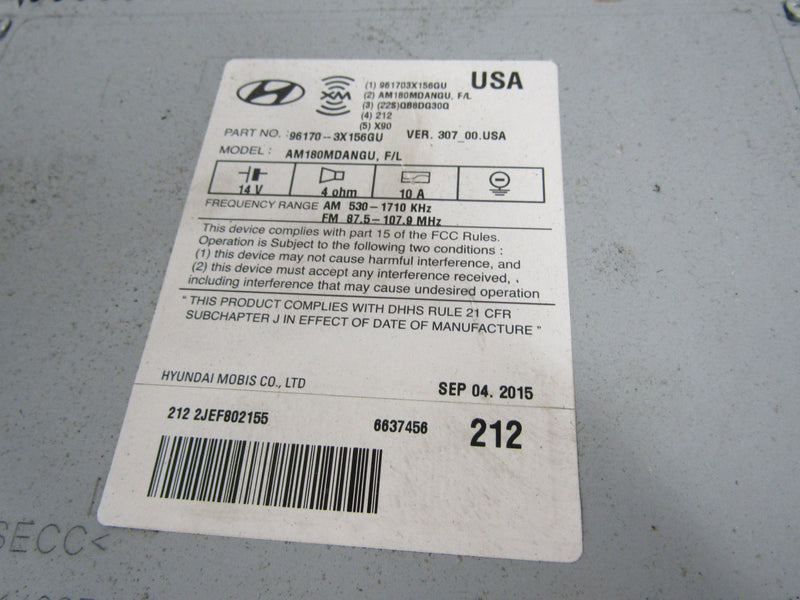 USA
XM
(1) 961703X156GU
(2) AM180MDANGU, F/L
(3) (22S)QB8DG30Q
(4) 212
(5) X90
PART NO. :96170-3X156GU VER. 307_00.USA
MODEL : AM180MDANGU, F/L
14 V 4 ohm 10 A
FREQUENCY RANGE AM 530-1710 KHz
FM 87.5-107.9 MHz
This device complies with part 15 of the FCC Rules.
Operation is Subject to the following two conditions :
(1) this device may not cause harmful interference, and
(2) this device must accept any interference received, .
including interference that may cause undesired operation
" THIS PRODUCT COMPLIES WITH DHHS RULE 21 CFR
SUBCHAPTER J IN EFFECT OF DATE OF MANUFACTURE "
HYUNDAI MOBIS CO., LTD
SEP 04. 2015
212 2JEF802155 6637456 212
SECC<